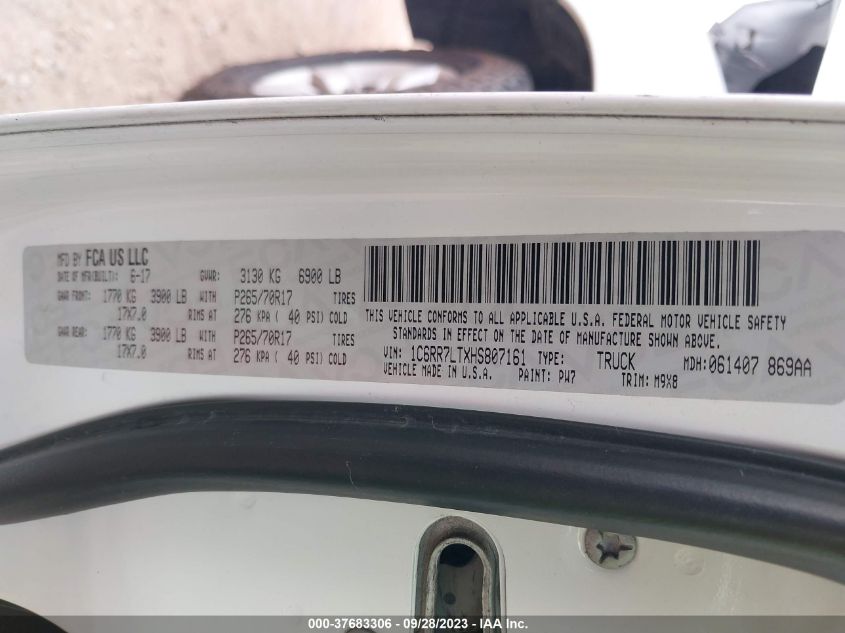 MFD BY FCA US LLC
DATE OF MFR(BUILT): 6-17 GVWR: 3130 KG 6900 LB
GAWR FRONT: 1770 KG 3900 LB WITH P265/70R17 TIRES
17X7.0 RIMS AT 276 KPA ( 40 PSI) COLD
GAWR REAR: 1770 KG 3900 LB WITH P265/70R17 TIRES
17X7.0 RIMS AT 276 KPA ( 40 PSI) COLD
THIS VEHICLE CONFORMS TO ALL APPLICABLE U.S.A. FEDERAL MOTOR VEHICLE SAFETY
STANDARDS IN EFFECT ON THE DATE OF MANUFACTURE SHOWN ABOVE.
VIN: 1C6RR7LTXHS807161 TYPE: TRUCK MDH:061407 869AA
VEHICLE MADE IN U.S.A. PAINT: PW7 TRIM: M9X8
000-37683306 - 09/28/2023 - IAA Inc.